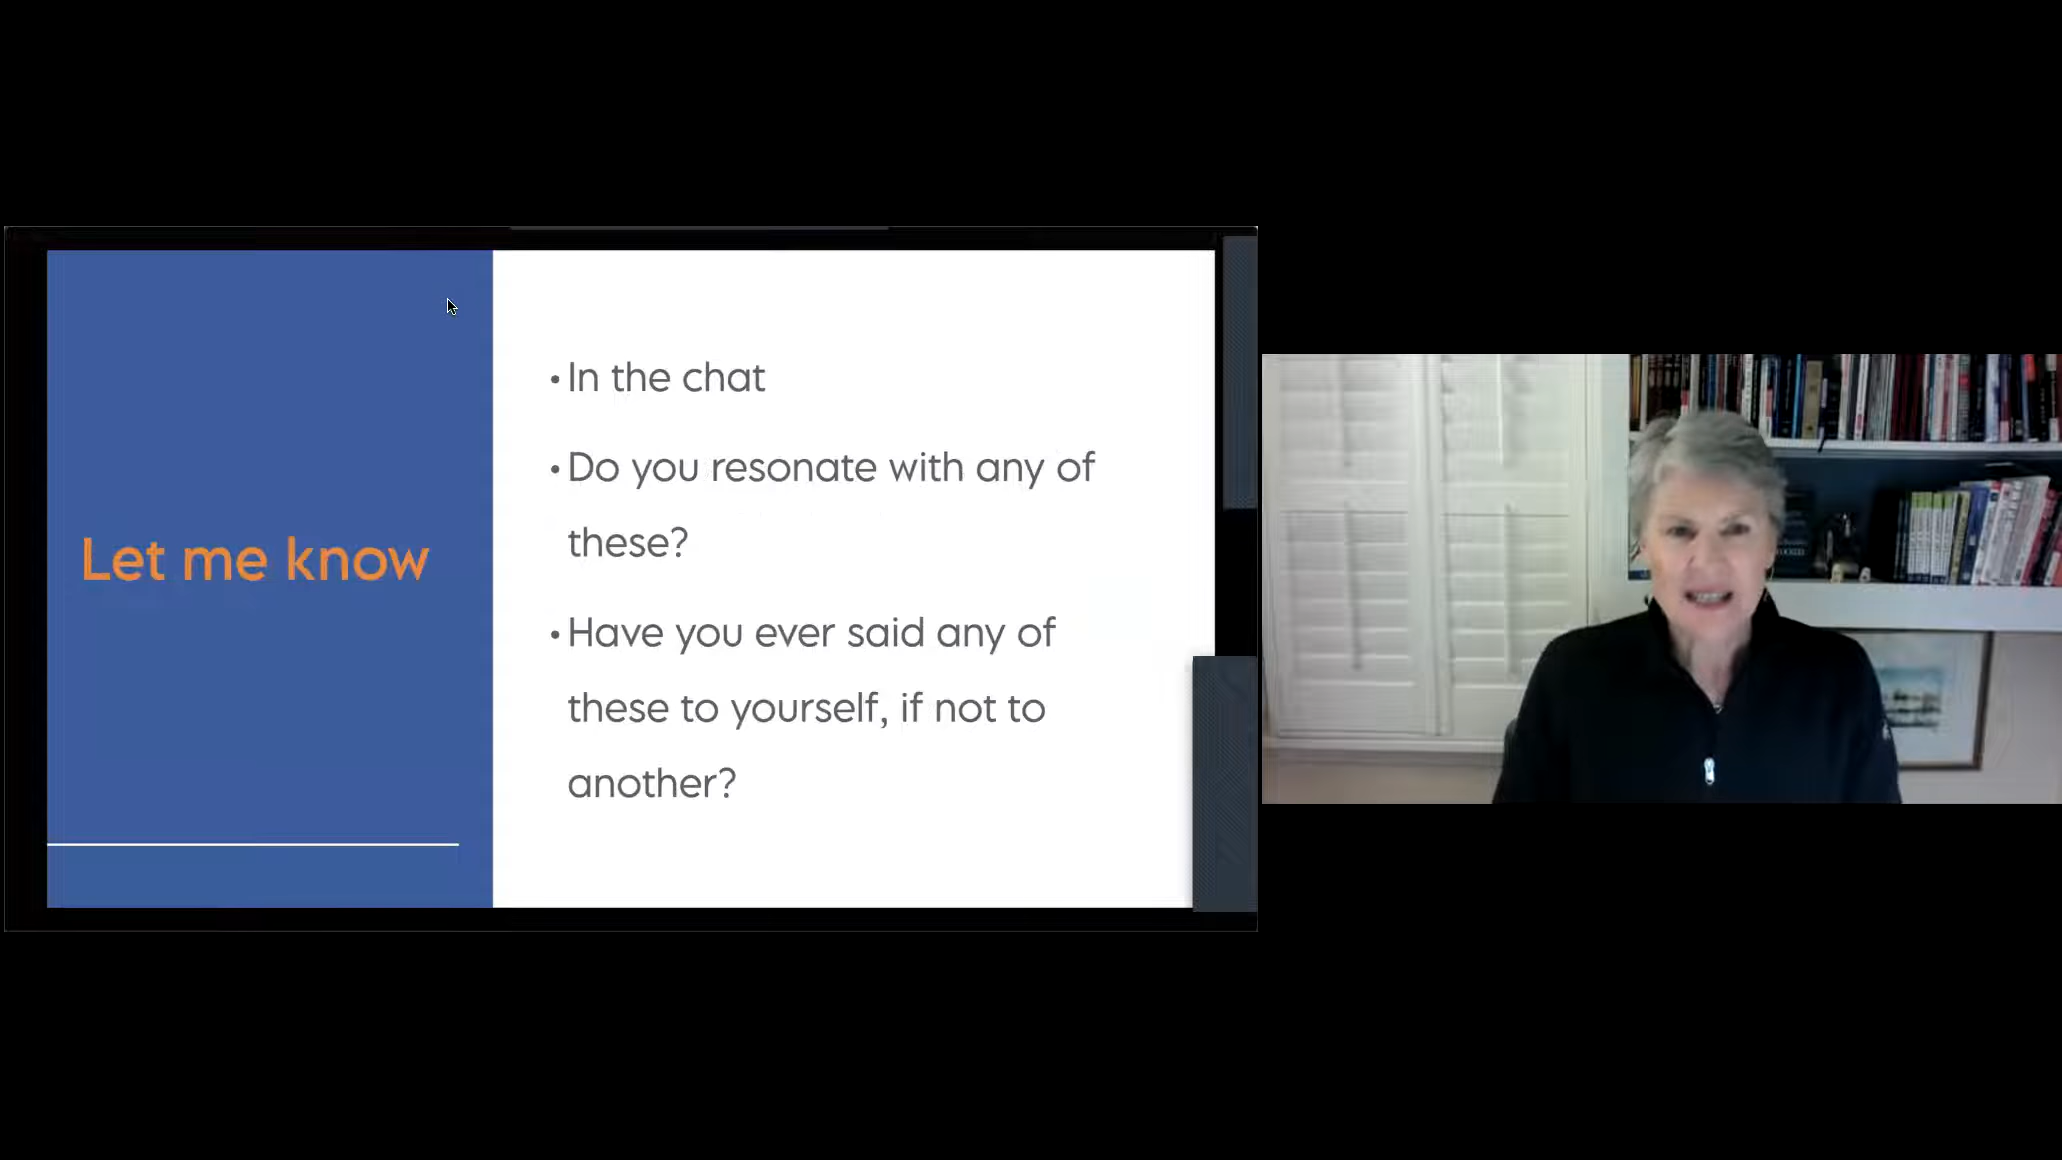 Let me know
• In the chat
• Do you resonate with any of
these?
• Have you ever said any of
these to yourself, if not to
another?